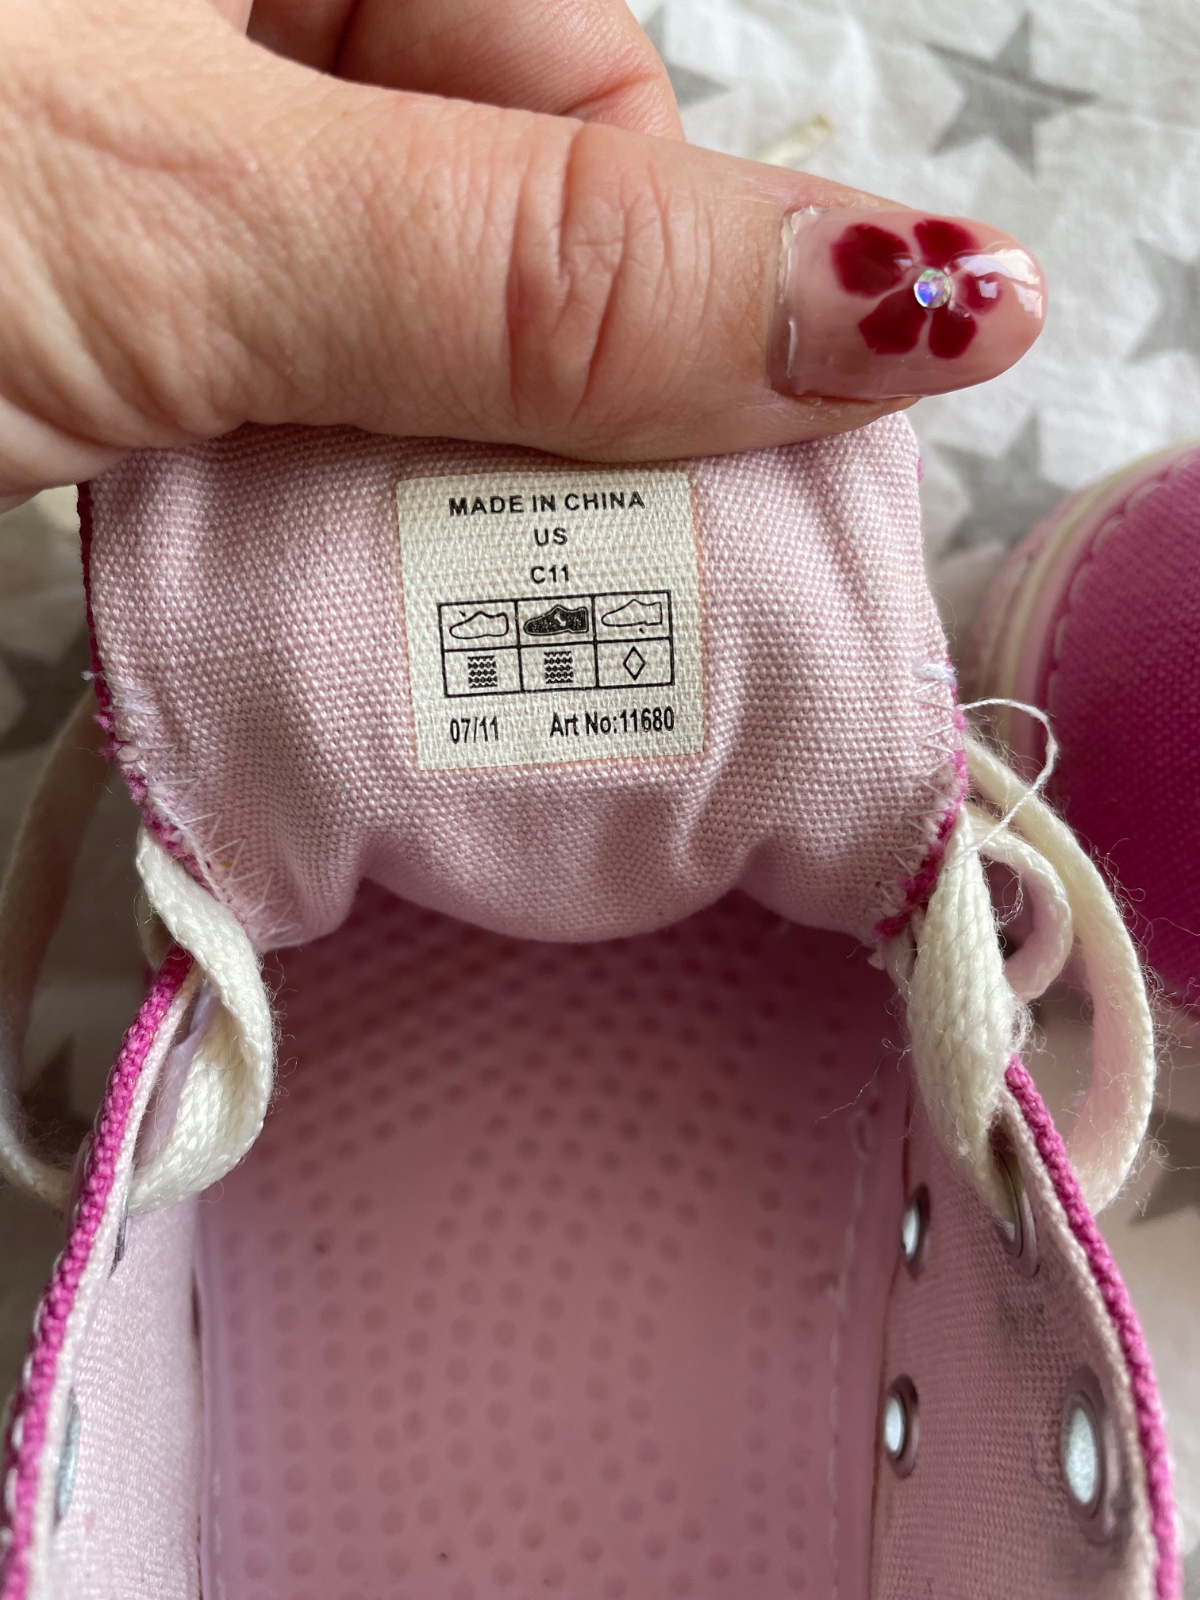 MADE IN CHINA
US
C11
07/11 Art No:11680